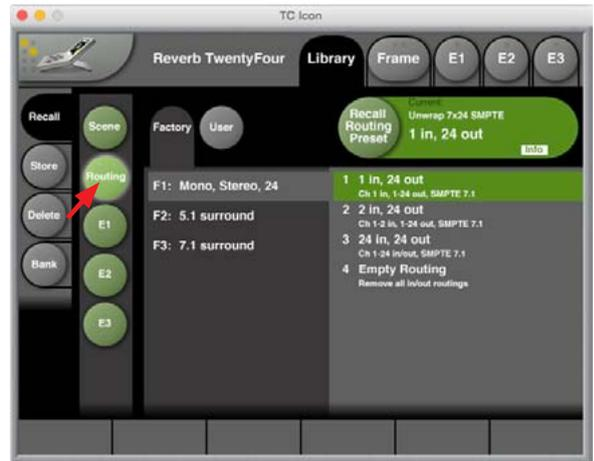 TC Icon
Reverb TwentyFour
Library
Frame
E1
E2
E3
Recall
Store
Delete
Bank
Scene
Routing
E1
E2
E3
Factory
User
Recall
Routing
Preset
Current:
Unwrap 7x24 SMPTE
1 in, 24 out
Info
F1: Mono, Stereo, 24
F2: 5.1 surround
F3: 7.1 surround
1 1 in, 24 out
Ch 1 in, 1-24 out, SMPTE 7.1
2 2 in, 24 out
Ch 1-2 in, 1-24 out, SMPTE 7.1
3 24 in, 24 out
Ch 1-24 in/out, SMPTE 7.1
4 Empty Routing
Remove all in/out routings